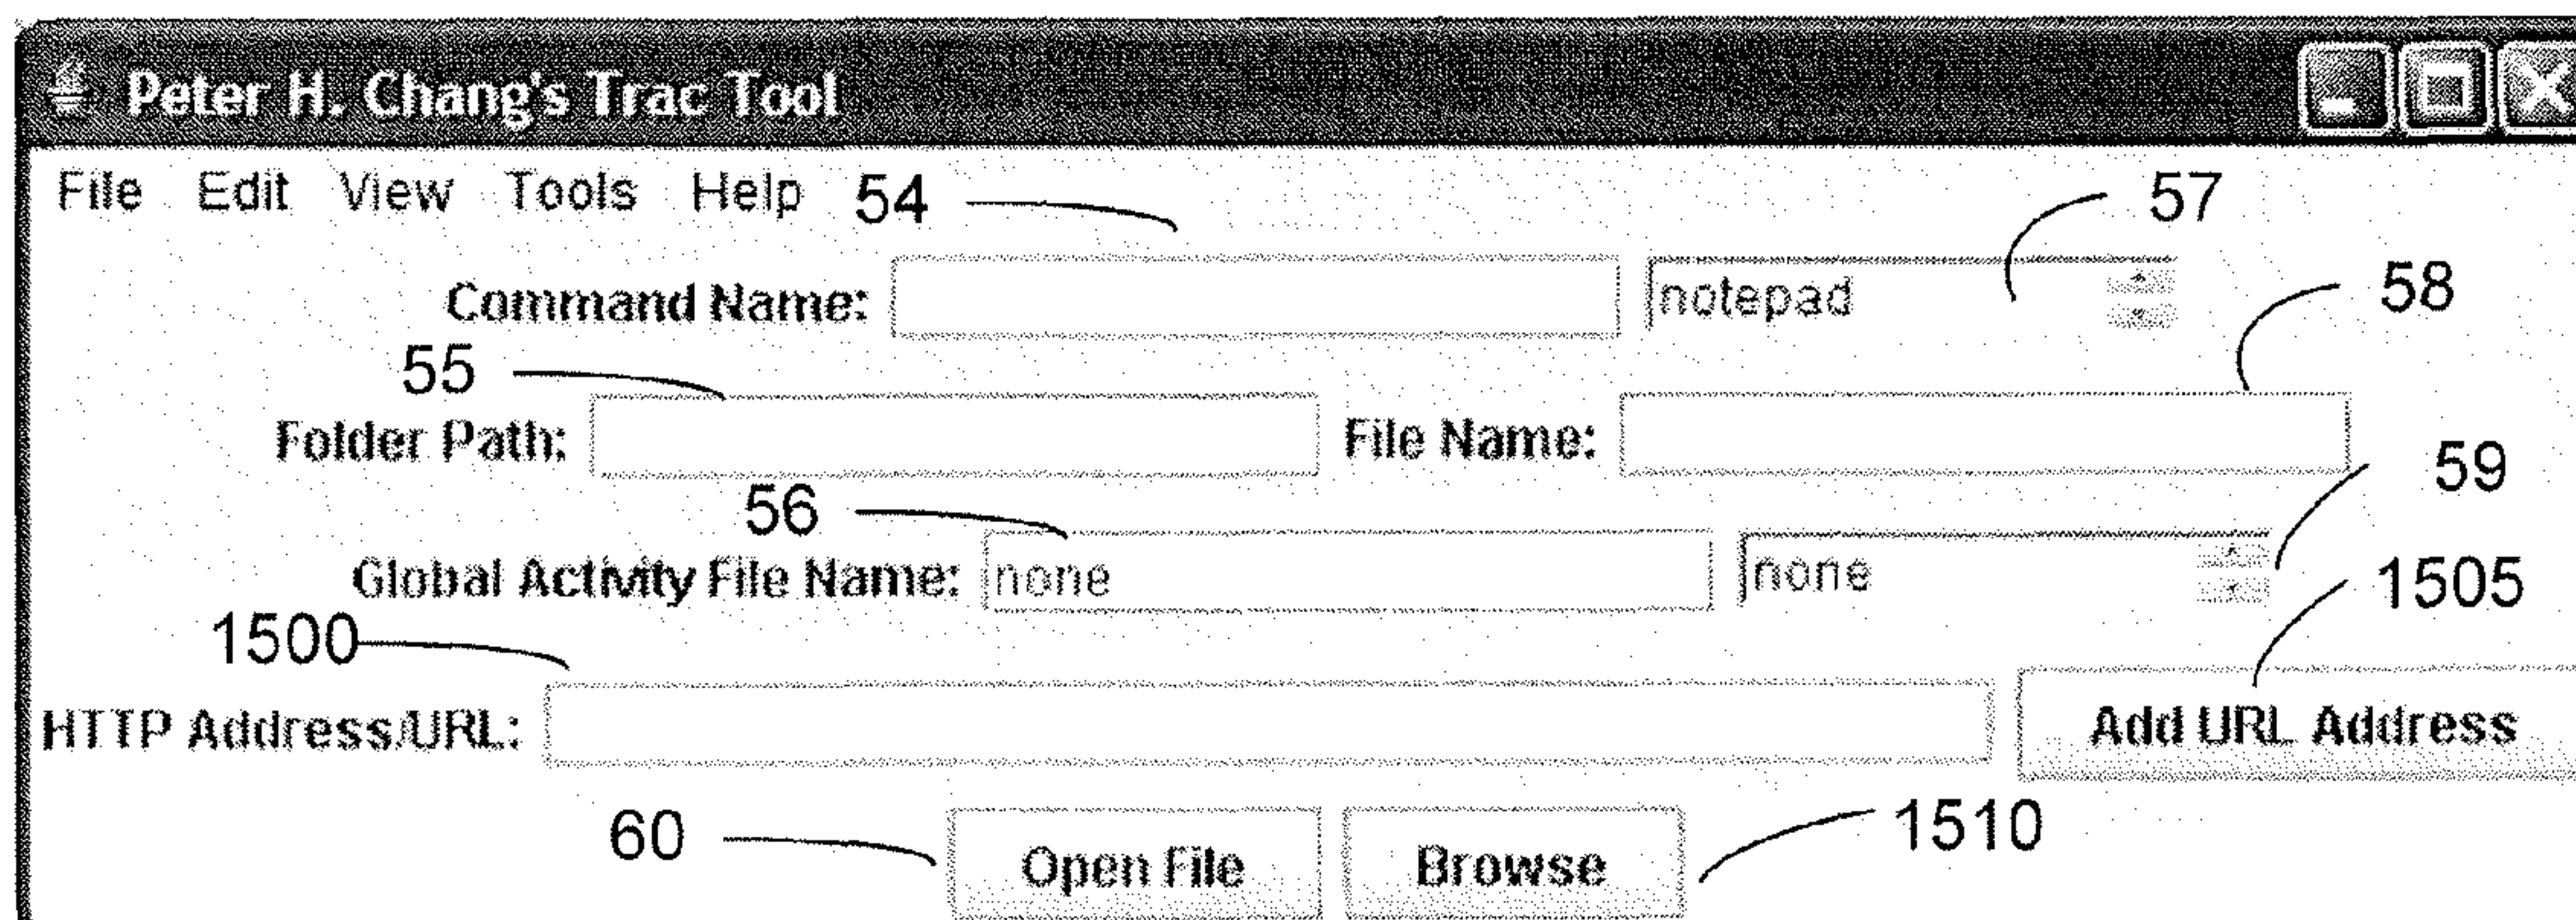 Peter H. Chang's Trac Tool
File Edit View Tools Help
54
57
Command Name:
notepad
58
55
Folder Path:
File Name:
59
56
Global Activity File Name:
none
none
1505
1500
HTTP Address/URL:
Add URL Address
60
Open File
Browse
1510